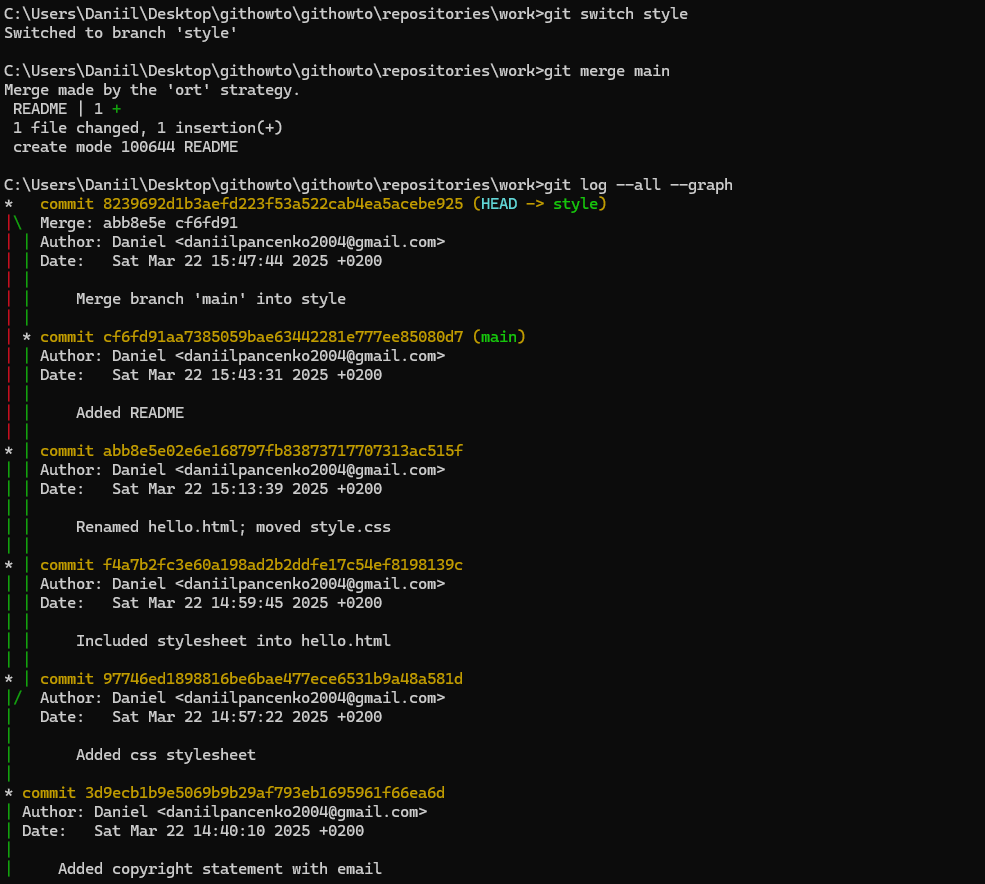 C:\Users\Daniil\Desktop\githowto\githowto\repositories\work>git switch style
Switched to branch 'style'

C:\Users\Daniil\Desktop\githowto\githowto\repositories\work>git merge main
Merge made by the 'ort' strategy.
 README | 1 +
 1 file changed, 1 insertion(+)
 create mode 100644 README

C:\Users\Daniil\Desktop\githowto\githowto\repositories\work>git log --all --graph
*   commit 8239692d1b3aefd223f53a522cab4ea5acebe925 (HEAD -> style)
|\  Merge: abb8e5e cf6fd91
| | Author: Daniel <daniilpancenko2004@gmail.com>
| | Date:   Sat Mar 22 15:47:44 2025 +0200
| |
| |     Merge branch 'main' into style
| |
| * commit cf6fd91aa7385059bae63442281e777ee85080d7 (main)
| | Author: Daniel <daniilpancenko2004@gmail.com>
| | Date:   Sat Mar 22 15:43:31 2025 +0200
| |
| |     Added README
| |
* | commit abb8e5e02e6e168797fb83873717707313ac515f
| | Author: Daniel <daniilpancenko2004@gmail.com>
| | Date:   Sat Mar 22 15:13:39 2025 +0200
| |
| |     Renamed hello.html; moved style.css
| |
* | commit f4a7b2fc3e60a198ad2b2ddfe17c54ef8198139c
| | Author: Daniel <daniilpancenko2004@gmail.com>
| | Date:   Sat Mar 22 14:59:45 2025 +0200
| |
| |     Included stylesheet into hello.html
| |
* | commit 97746ed1898816be6bae477ece6531b9a48a581d
|/  Author: Daniel <daniilpancenko2004@gmail.com>
|   Date:   Sat Mar 22 14:57:22 2025 +0200
|
|       Added css stylesheet
|
* commit 3d9ecb1b9e5069b9b29af793eb1695961f66ea6d
| Author: Daniel <daniilpancenko2004@gmail.com>
| Date:   Sat Mar 22 14:40:10 2025 +0200
|
|     Added copyright statement with email